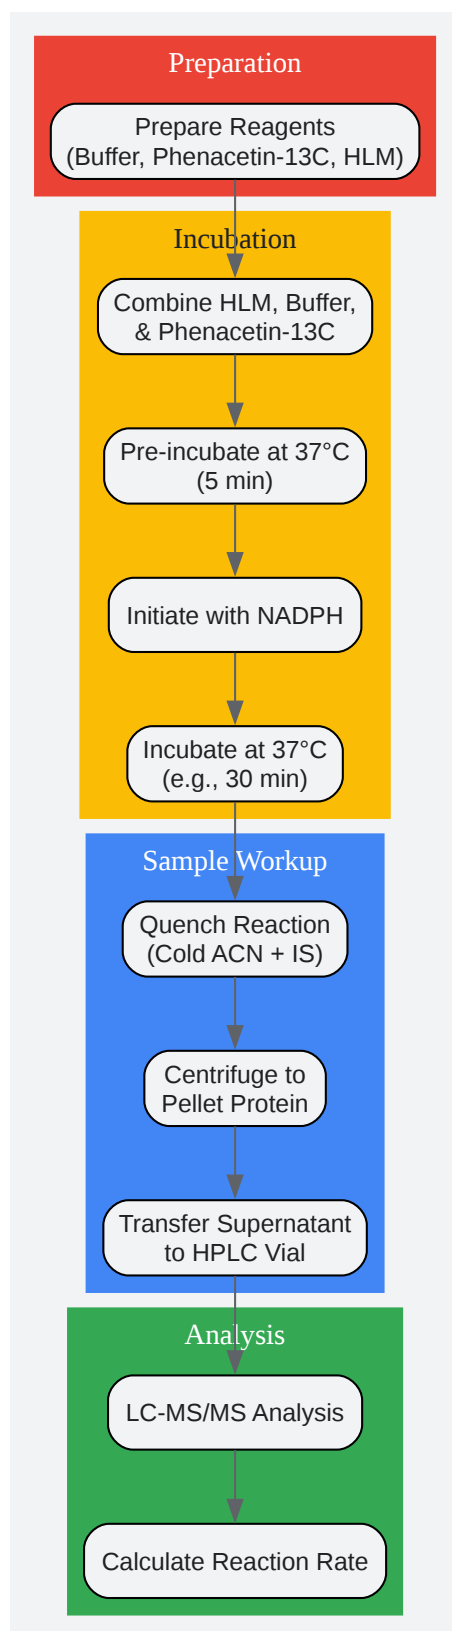 Preparation
Prepare Reagents
(Buffer, Phenacetin-13C, HLM)
Incubation
Combine HLM, Buffer,
& Phenacetin-13C
Pre-incubate at 37°C
(5 min)
Initiate with NADPH
Incubate at 37°C
(e.g., 30 min)
Sample Workup
Quench Reaction
(Cold ACN + IS)
Centrifuge to
Pellet Protein
Transfer Supernatant
to HPLC Vial
Analysis
LC-MS/MS Analysis
Calculate Reaction Rate